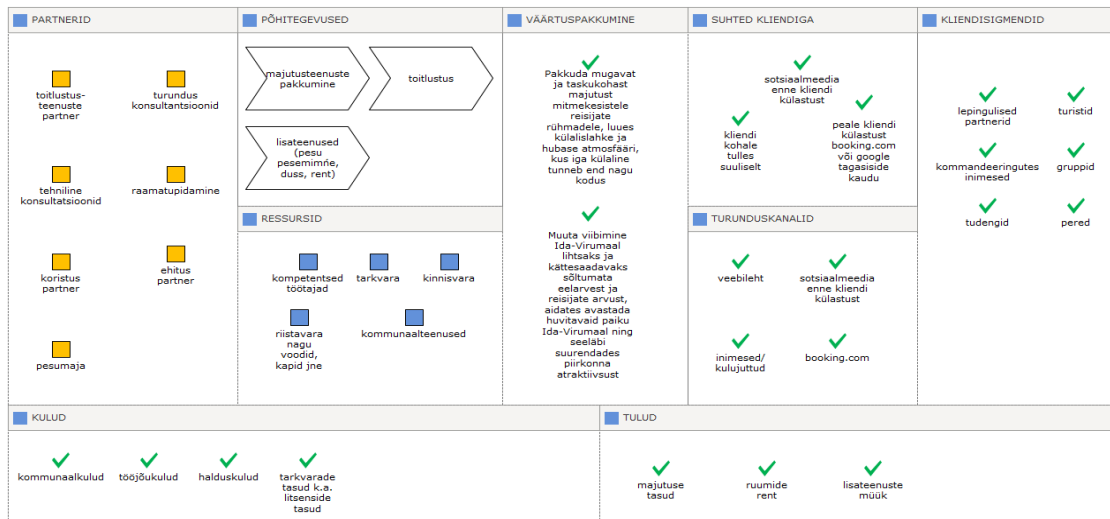 PARTNERID
toitlustus-
teenuste
partner
turundus
konsultantsioonid
tehniline
konsultatsioonid
raamatupidamine
koristus
partner
ehitus
partner
pesumaja
PÕHITEGEVUSED
majutusteenuste
pakkumine
toitlustus
lisateenused
(pesu
pesemimńe,
duss, rent)
RESSURSID
kompetentsed
töötajad
tarkvara
kinnisvara
riistavara
nagu
voodid,
kapid jne
kommunaalteenused
VÄÄRTUSPAKKUMINE
Pakkuda mugavat
ja taskukohast
majutust
mitmekesistele
reisijate
rühmadele, luues
külalislahke ja
hubase atmosfääri,
kus iga külaline
tunneb end nagu
kodus
Muuta viibimine
Ida-Virumaal
lihtsaks ja
kättesaadavaks
sõltumata
eelarvest ja
reisijate arvust,
aidates avastada
huvitavaid paiku
Ida-Virumaal ning
seeläbi
suurendades
piirkonna
atraktiivsust
SUHTED KLIENDIGA
sotsiaalmeedia
enne kliendi
külastust
kliendi
kohale
tulles
suuliselt
peale kliendi
külastust
booking.com
või google
tagasiside
kaudu
TURUNDUSKANALID
veebileht
sotsiaalmeedia
enne kliendi
külastust
inimesed/
kulujuttud
booking.com
KLIENDISIGMENDID
lepingulised
partnerid
turistid
kommandeeringutes
inimesed
gruppid
tudengid
pered
KULUD
kommunaalkulud
tööjõukulud
halduskulud
tarkvarade
tasud k.a.
litsenside
tasud
TULUD
majutuse
tasud
ruumide
rent
lisateenuste
müük